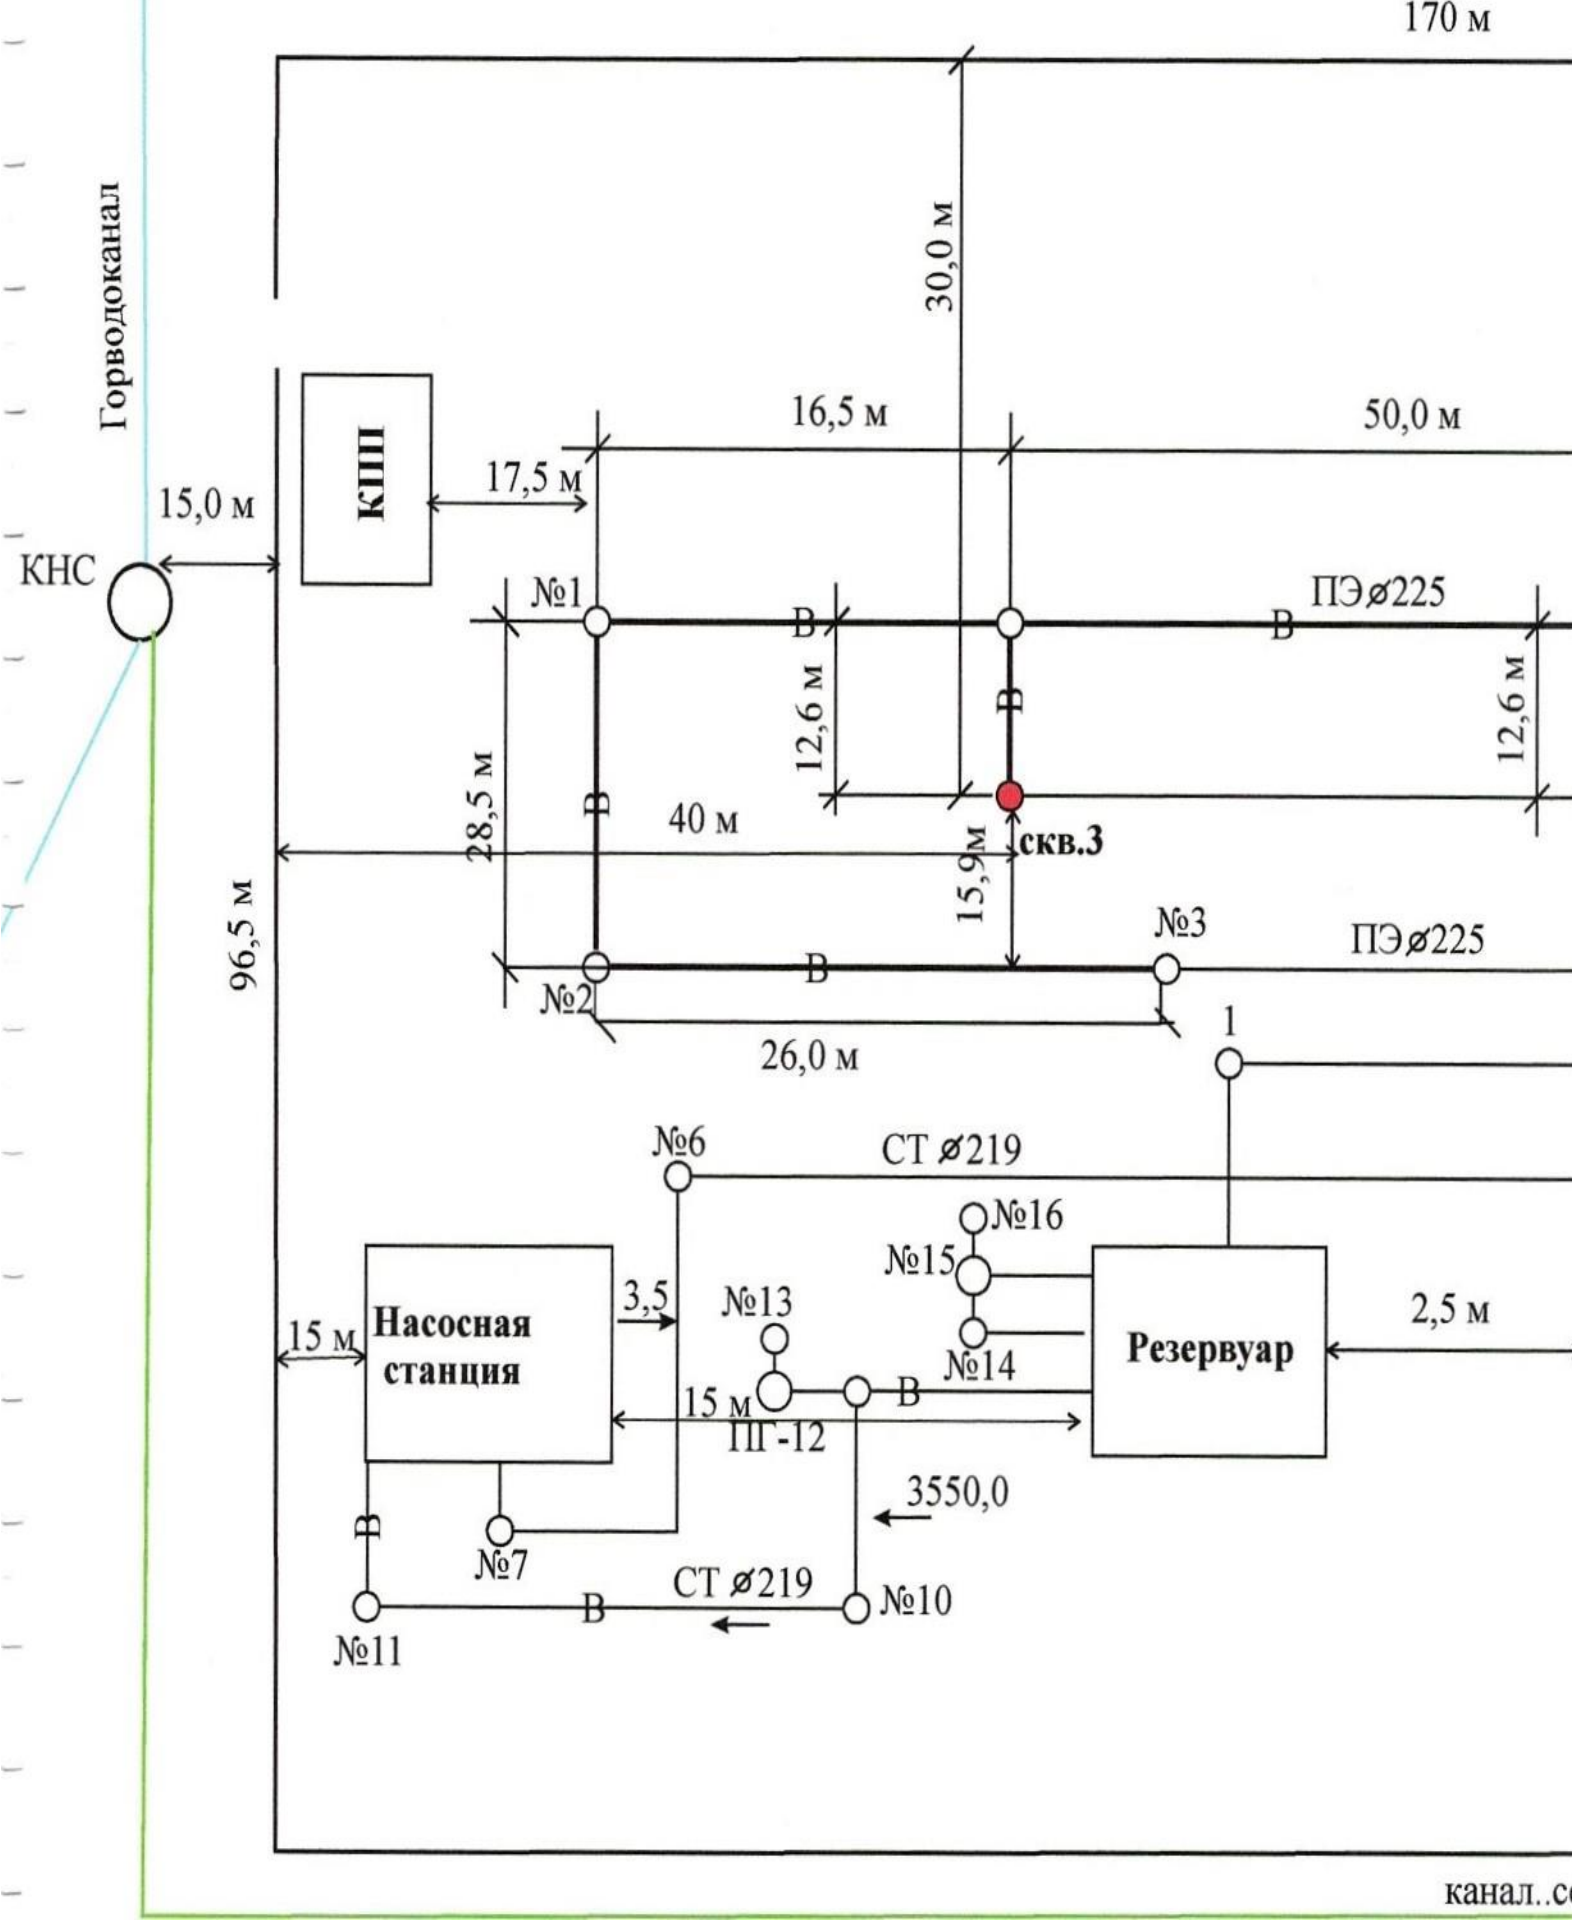 170 м
Горводоканал
30,0 м
КПП
16,5 м
50,0 м
17,5 м
15,0 м
КНС
№1
В
ПЭ⌀225
В
12,6 м
В
12,6 м
28,5 м
В
40 м
скв.3
15,9м
96,5 м
№3
ПЭ⌀225
№2
В
26,0 м
1
№6
СТ ⌀219
№16
№15
3,5
№13
2,5 м
15 м
Насосная
станция
Резервуар
№14
В
15 м
ПГ-12
3550,0
В
№7
СТ ⌀219
В
№10
№11